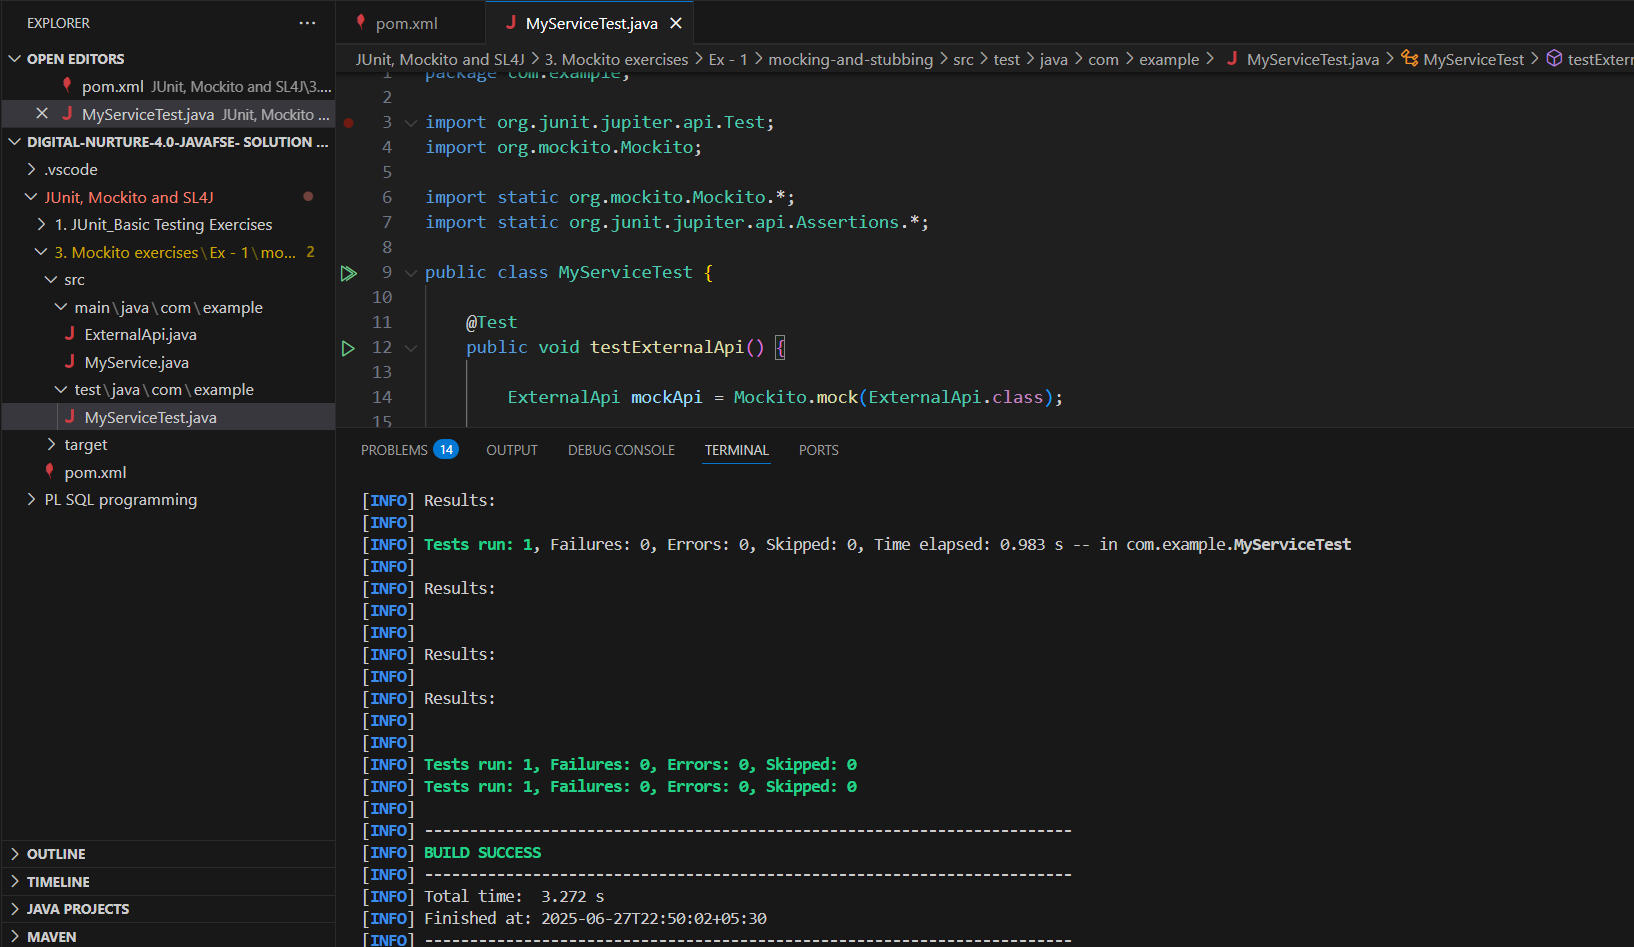 EXPLORER
···
OPEN EDITORS
pom.xml JUnit, Mockito and SL4J\3....
MyServiceTest.java JUnit, Mockito ...
DIGITAL-NURTURE-4.0-JAVAFSE- SOLUTION ...
.vscode
JUnit, Mockito and SL4J
1. JUnit_Basic Testing Exercises
3. Mockito exercises\Ex - 1\mo... 2
src
main\java\com\example
ExternalApi.java
MyService.java
test\java\com\example
MyServiceTest.java
target
pom.xml
PL SQL programming
OUTLINE
TIMELINE
JAVA PROJECTS
MAVEN
pom.xml
MyServiceTest.java
JUnit, Mockito and SL4J > 3. Mockito exercises > Ex - 1 > mocking-and-stubbing > src > test > java > com > example > MyServiceTest.java > MyServiceTest > testExtern
1 package com.example;
2
3 import org.junit.jupiter.api.Test;
4 import org.mockito.Mockito;
5
6 import static org.mockito.Mockito.*;
7 import static org.junit.jupiter.api.Assertions.*;
8
9 public class MyServiceTest {
10
11 @Test
12 public void testExternalApi() {
13
14 ExternalApi mockApi = Mockito.mock(ExternalApi.class);
15
PROBLEMS 14 OUTPUT DEBUG CONSOLE TERMINAL PORTS
[INFO] Results:
[INFO]
[INFO] Tests run: 1, Failures: 0, Errors: 0, Skipped: 0, Time elapsed: 0.983 s -- in com.example.MyServiceTest
[INFO]
[INFO] Results:
[INFO]
[INFO]
[INFO] Results:
[INFO]
[INFO] Results:
[INFO]
[INFO]
[INFO] Tests run: 1, Failures: 0, Errors: 0, Skipped: 0
[INFO] Tests run: 1, Failures: 0, Errors: 0, Skipped: 0
[INFO]
[INFO] ------------------------------------------------------------------------
[INFO] BUILD SUCCESS
[INFO] ------------------------------------------------------------------------
[INFO] Total time:  3.272 s
[INFO] Finished at: 2025-06-27T22:50:02+05:30
[INFO] ------------------------------------------------------------------------